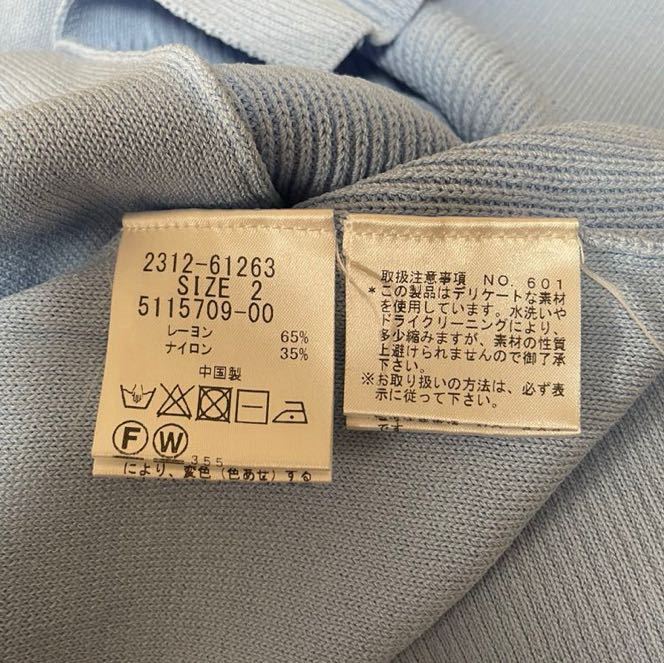 2312-61263
SIZE 2
5115709-00
レーヨン 65%
ナイロン 35%
中国製
F W
355
により、変色(色あせ)する
取扱注意事項 NO. 601
*この製品はデリケートな素材
を使用しています。水洗いや
ドライクリーニングにより、
多少縮みますが、素材の性質
上避けられませんので御了承
下さい。
※お取り扱いの方法は、必ず表
示に従って下さい。
です